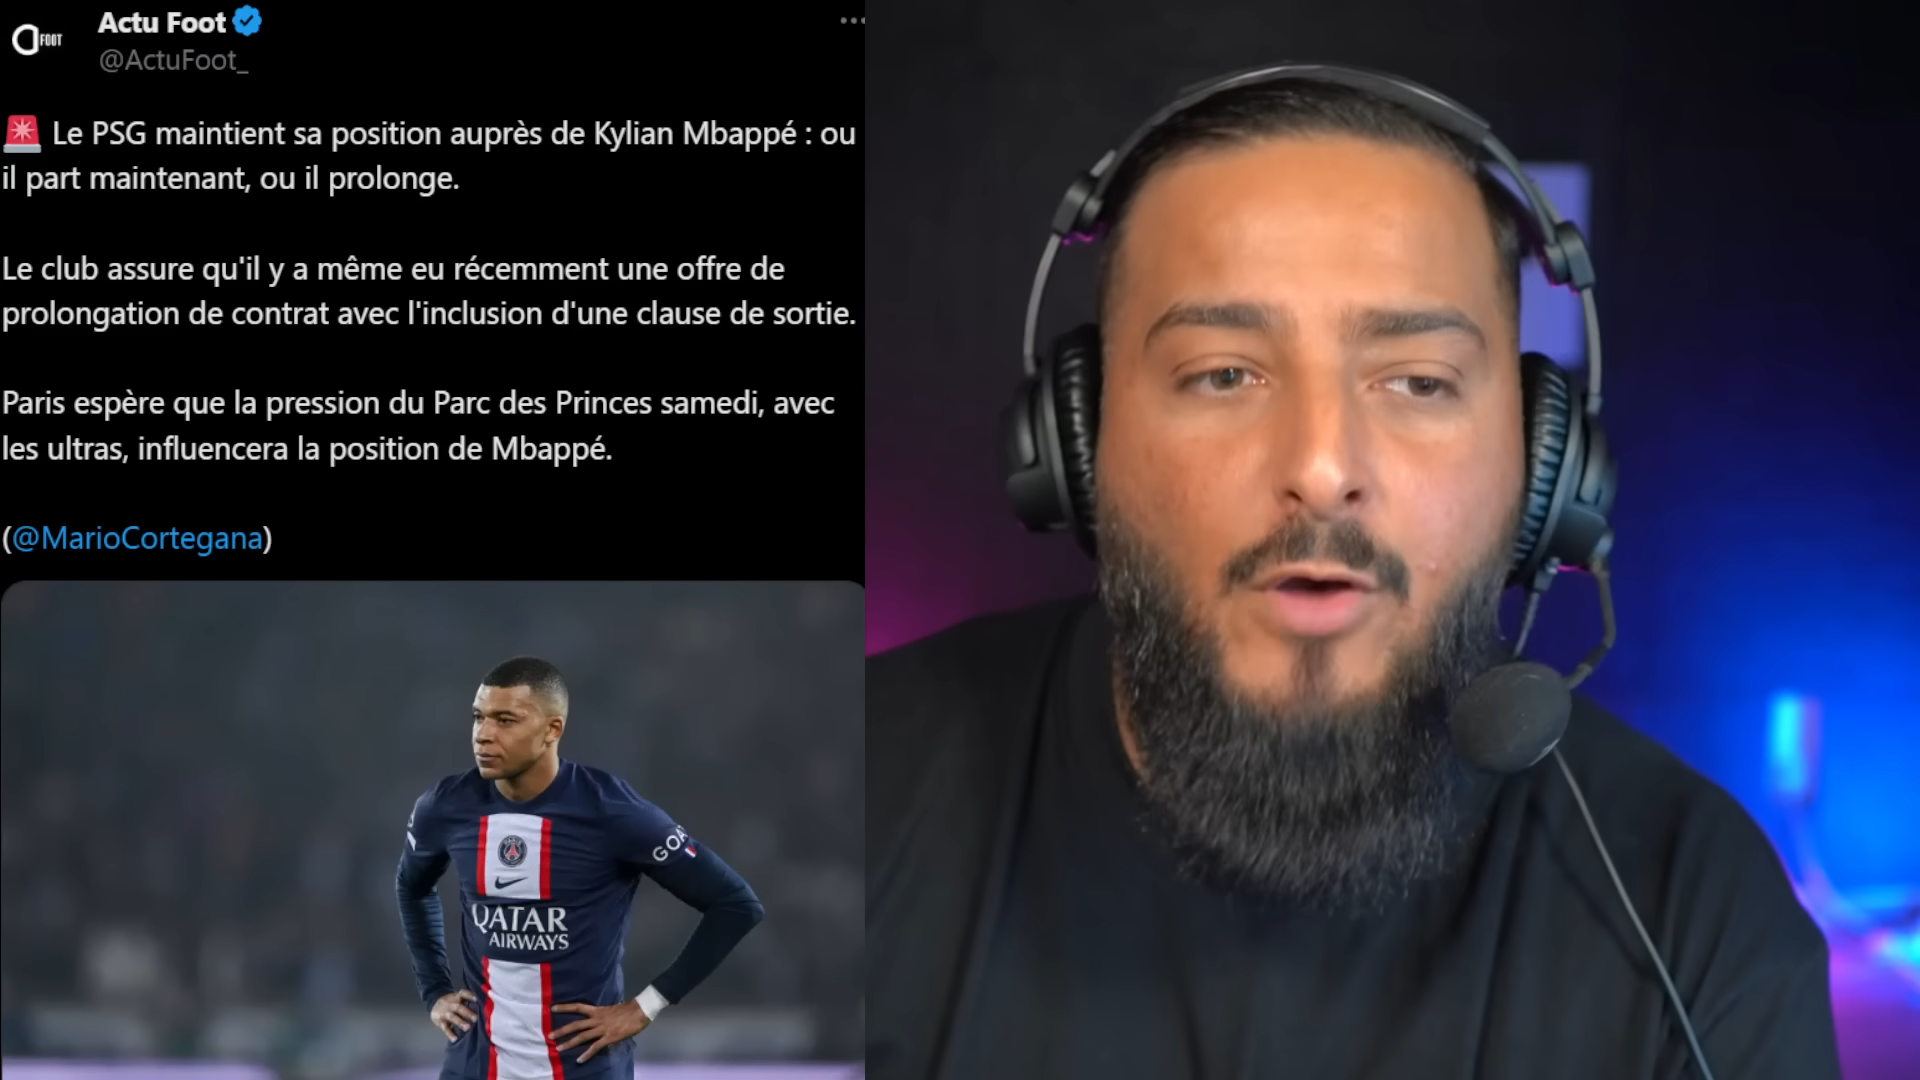 Actu Foot
@ActuFoot_
FOOT
Le PSG maintient sa position auprès de Kylian Mbappé : ou
il part maintenant, ou il prolonge.
Le club assure qu'il y a même eu récemment une offre de
prolongation de contrat avec l'inclusion d'une clause de sortie.
Paris espère que la pression du Parc des Princes samedi, avec
les ultras, influencera la position de Mbappé.
(@MarioCortegana)
GOA
QATAR
AIRWAYS